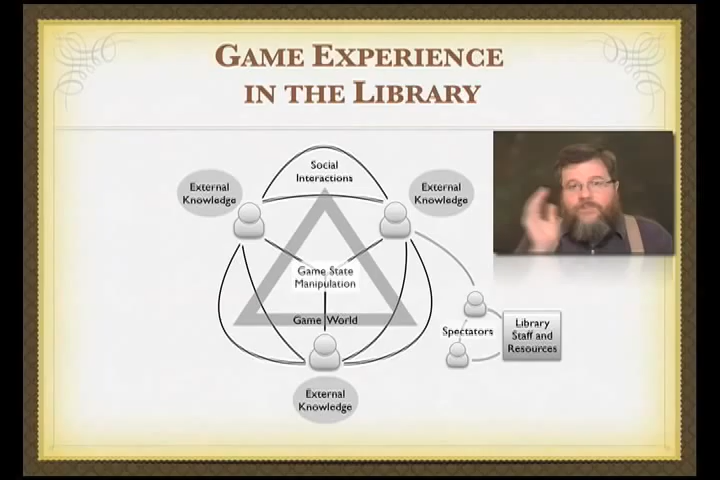 GAME EXPERIENCE
IN THE LIBRARY
Social
Interactions
External
Knowledge
External
Knowledge
Game State
Manipulation
Game World
Spectators
Library
Staff and
Resources
External
Knowledge